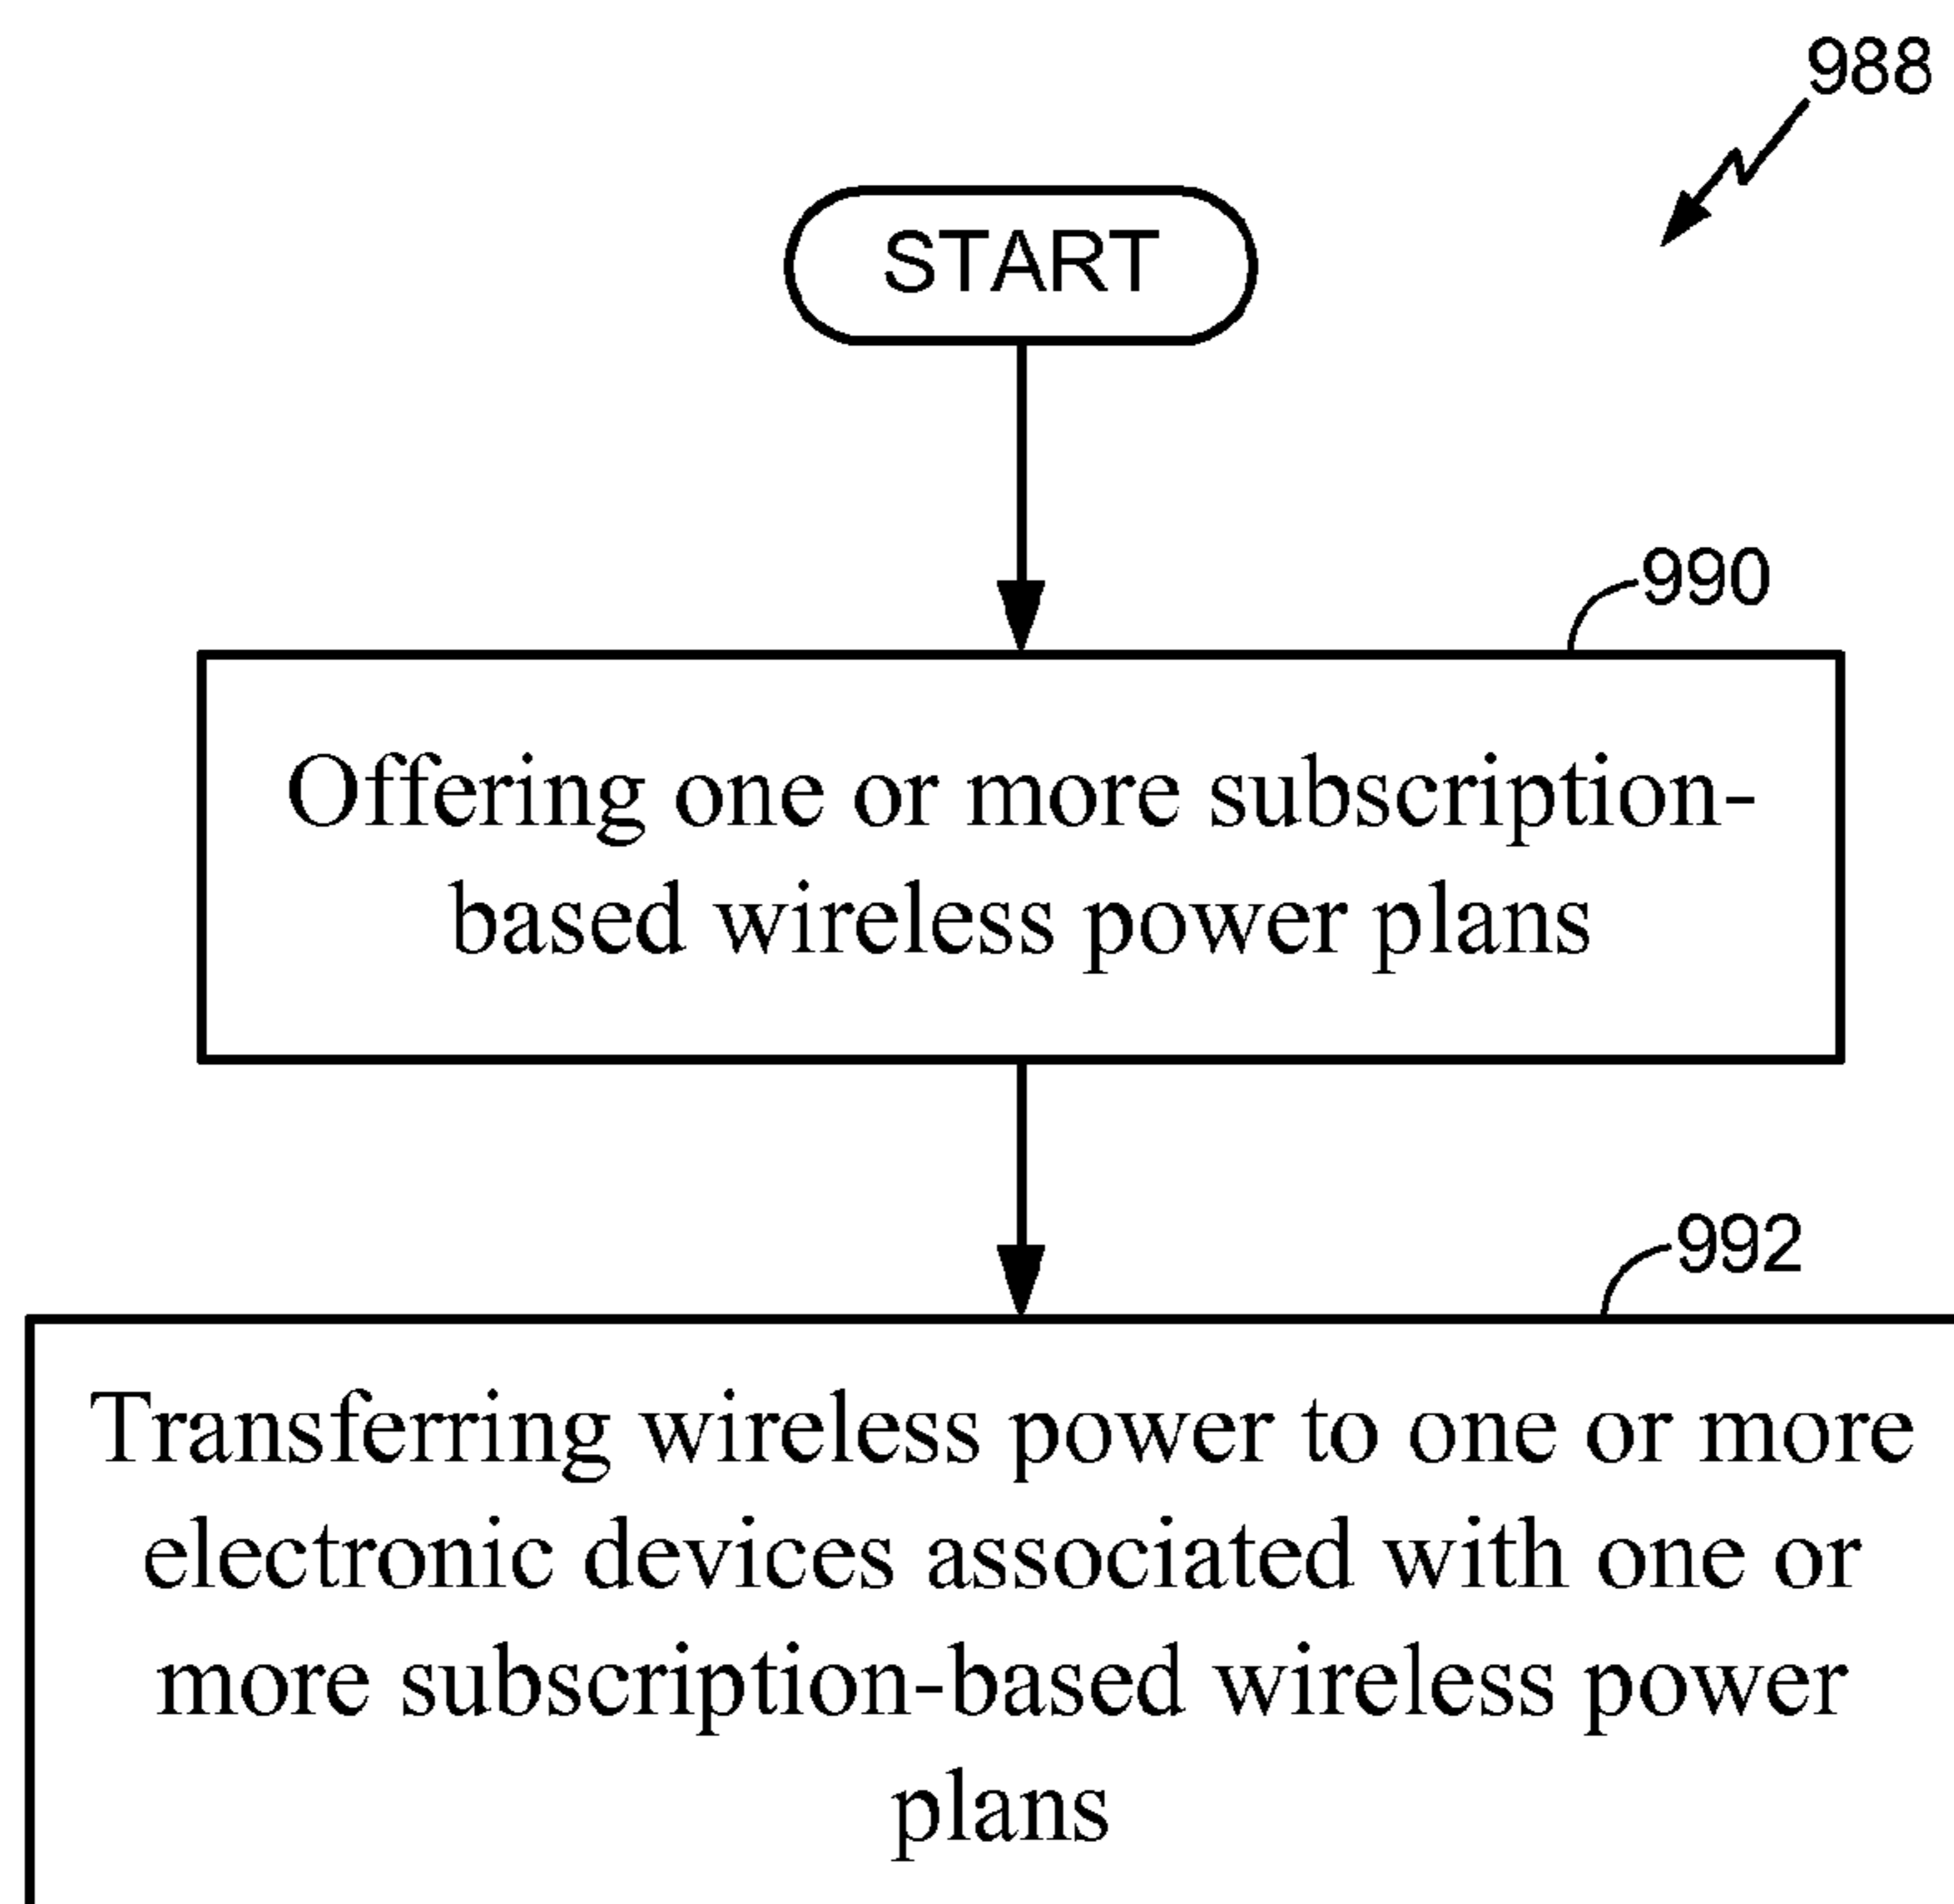 988
START
990
Offering one or more subscription-
based wireless power plans
992
Transferring wireless power to one or more
electronic devices associated with one or
more subscription-based wireless power
plans